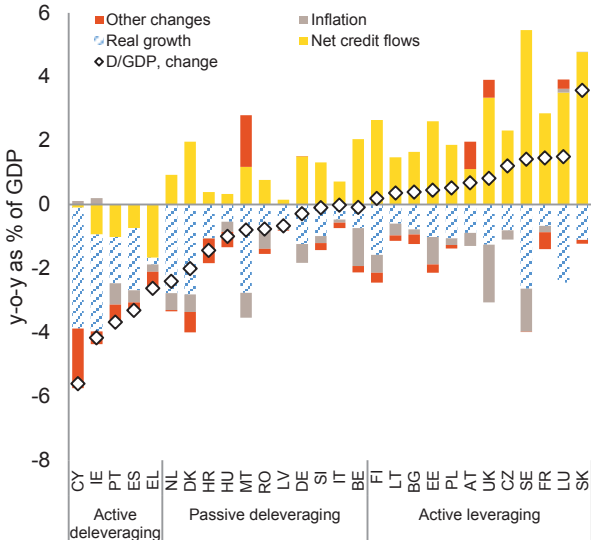 Other changes
Inflation
Real growth
Net credit flows
D/GDP, change
y-o-y as % of GDP
6
4
2
0
-2
-4
-6
-8
CY IE PT ES EL NL DK HR HU MT RO LV DE SI IT BE FI LT BG EE PL AT UK CZ SE FR LU SK
Active deleveraging
Passive deleveraging
Active leveraging